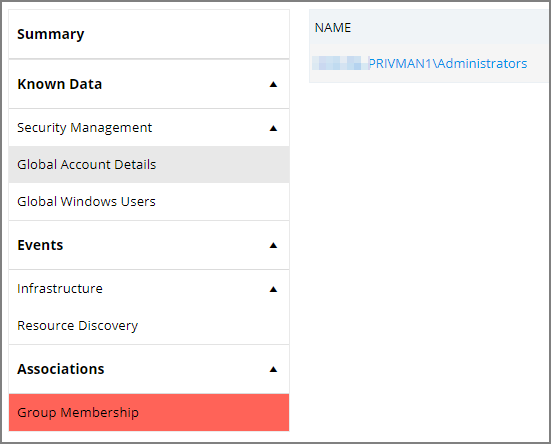 Summary
Known Data
Security Management
Global Account Details
Global Windows Users
Events
Infrastructure
Resource Discovery
Associations
Group Membership
NAME
PRIVMAN1\Administrators